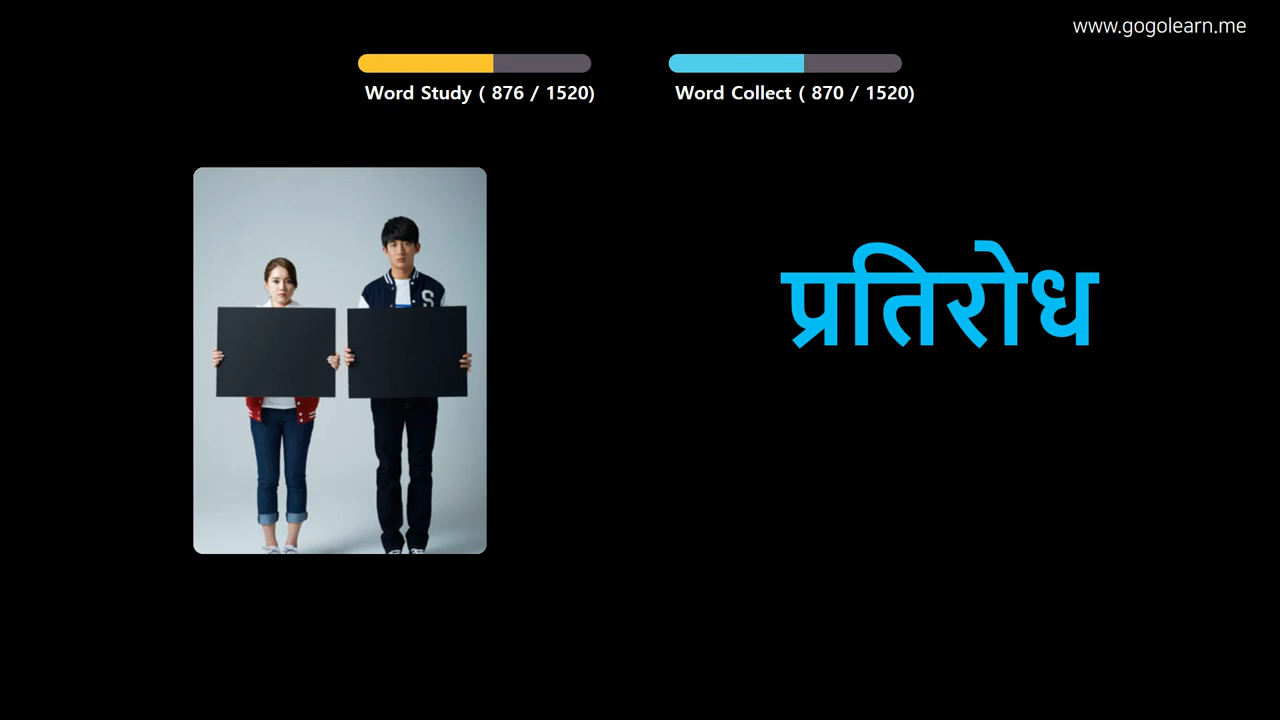 www.gogolearn.me
Word Study ( 876 / 1520)
Word Collect ( 870 / 1520)
S
प्रतिरोध